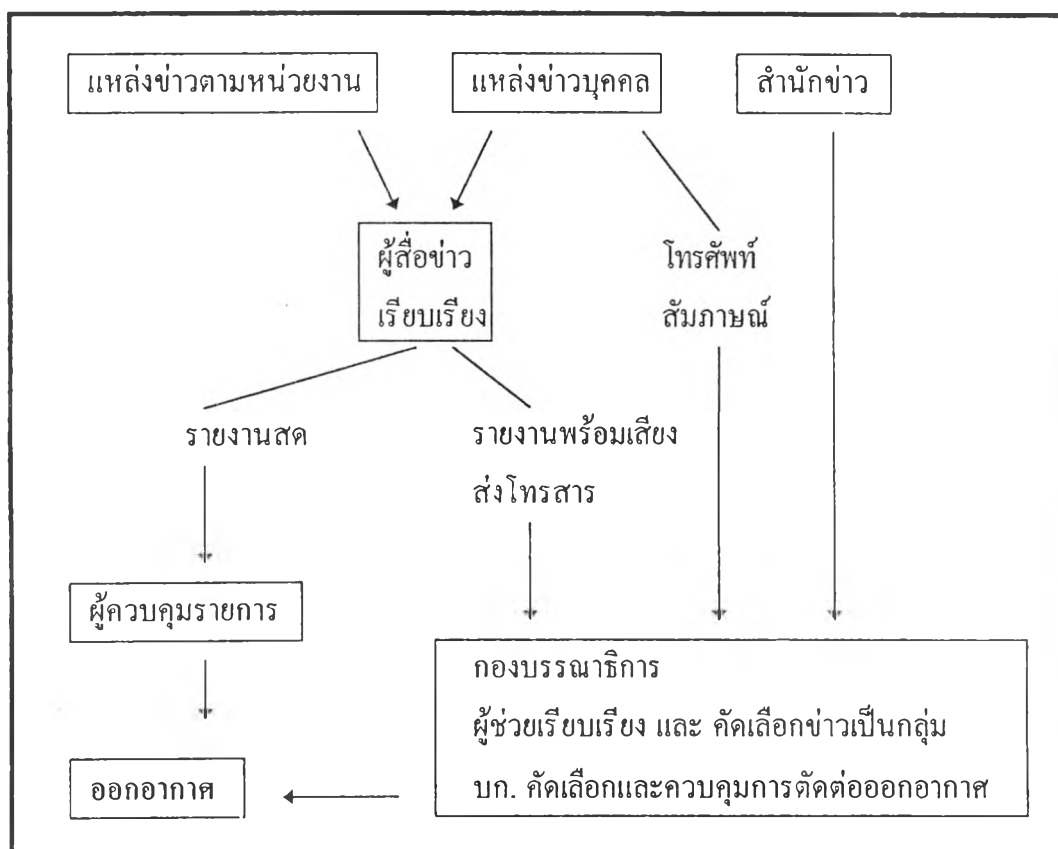 แหล่งข่าวตามหน่วยงาน
แหล่งข่าวบุคคล
สำนักข่าว
ผู้สื่อข่าว
เรียบเรียง
โทรศัพท์
สัมภาษณ์
รายงานสด
รายงานพร้อมเสียง
ส่งโทรสาร
ผู้ควบคุมรายการ
กองบรรณาธิการ
ผู้ช่วยเรียบเรียง และ คัดเลือกข่าวเป็นกลุ่ม
บก. คัดเลือกและควบคุมการตัดต่อออกอากาศ
ออกอากาศ